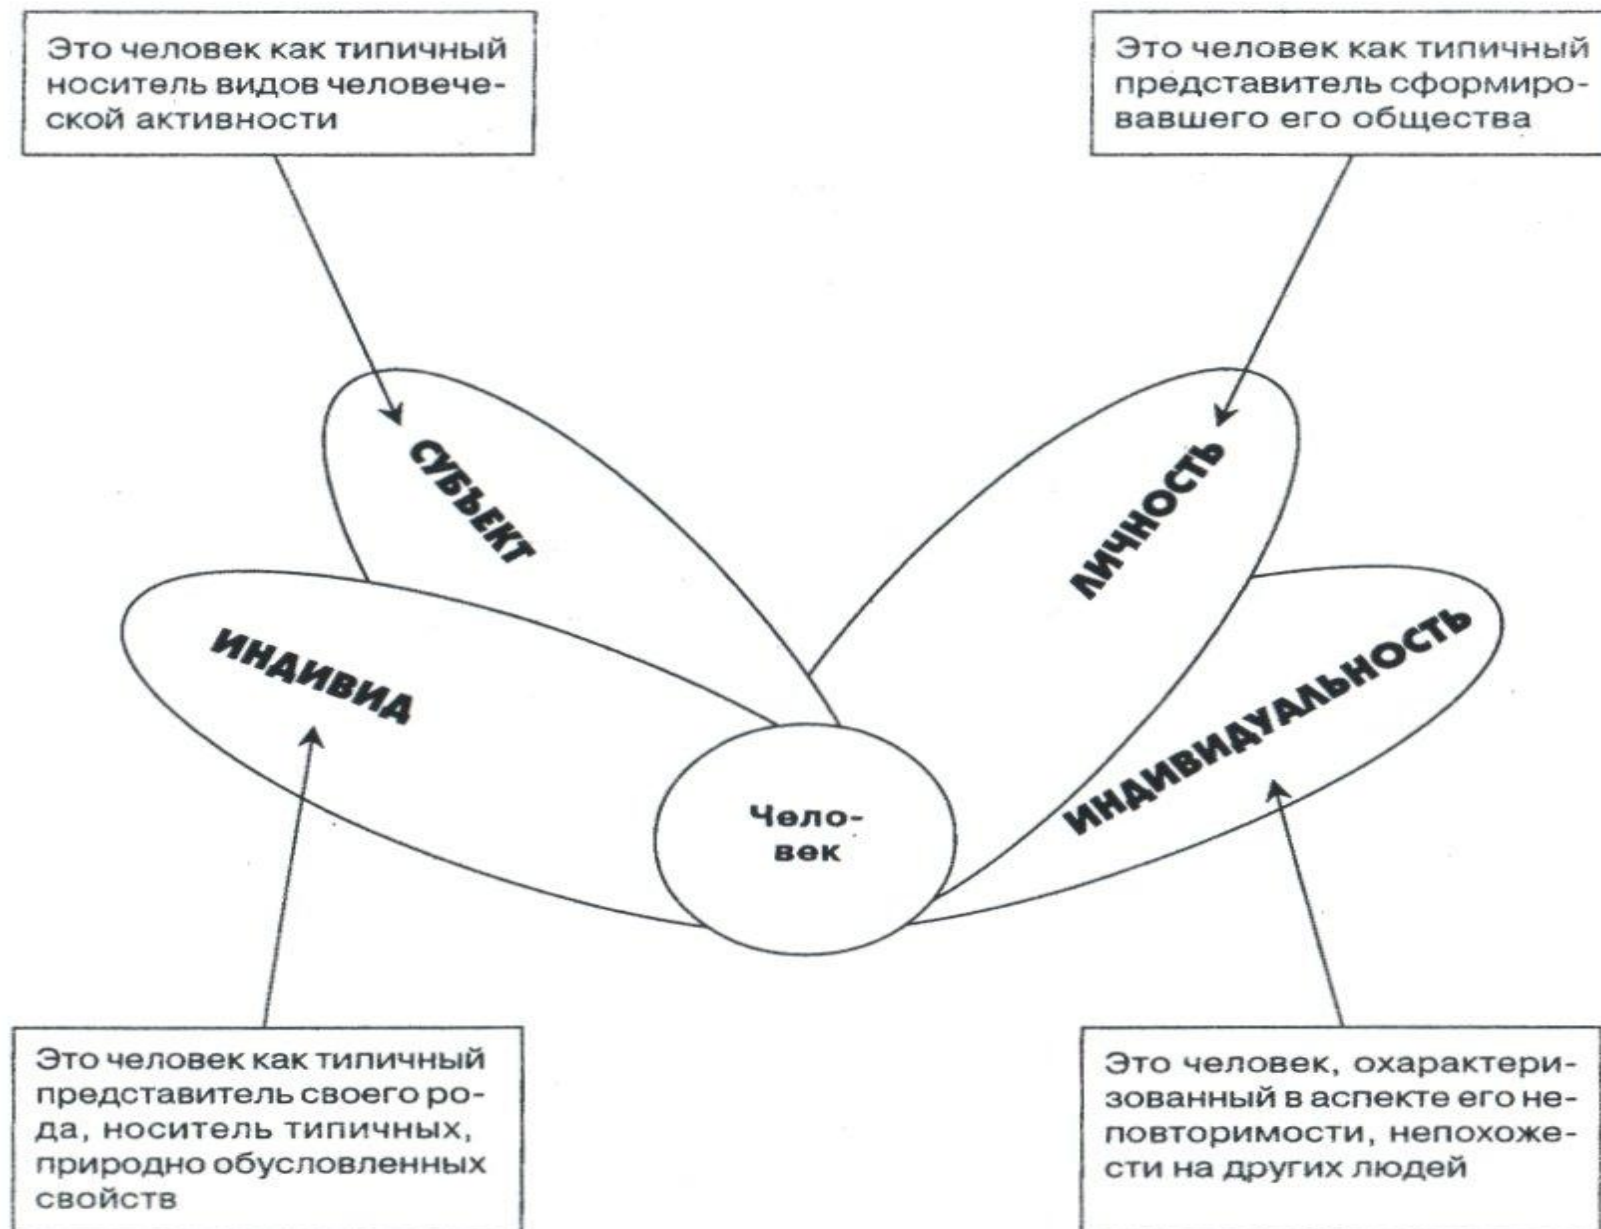 Это человек как типичный
носитель видов человече-
ской активности
Это человек как типичный
представитель сформиро-
вавшего его общества
СУБЪЕКТ
ЛИЧНОСТЬ
ИНДИВИД
ИНДИВИДУАЛЬНОСТЬ
Чело-
век
Это человек как типичный
представитель своего ро-
да, носитель типичных,
природно обусловленных
свойств
Это человек, охарактери-
зованный в аспекте его не-
повторимости, непохоже-
сти на других людей